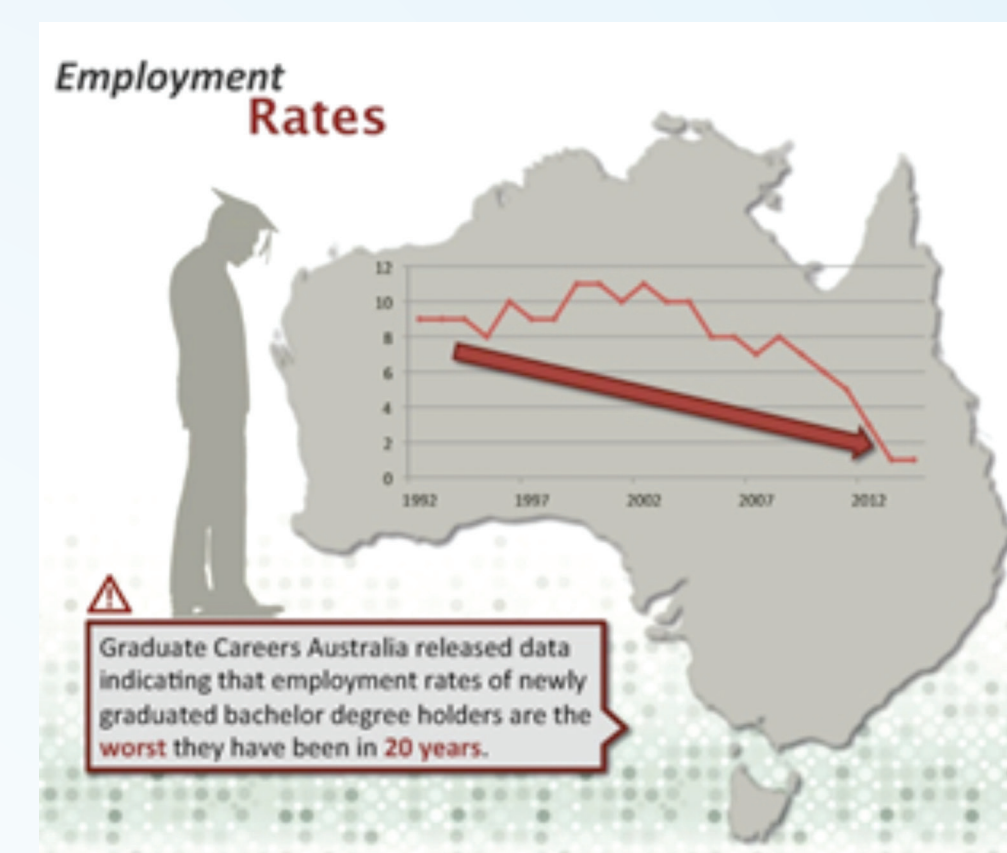 Employment
Rates
12
10
8
6
4
2
0
1992 1997 2002 2007 2012
Graduate Careers Australia released data
indicating that employment rates of newly
graduated bachelor degree holders are the
worst they have been in 20 years.